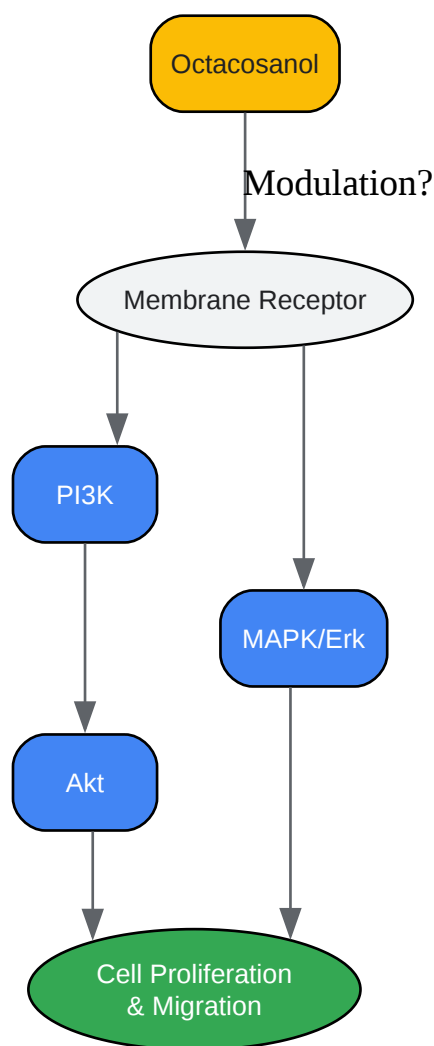 Octacosanol
Modulation?
Membrane Receptor
PI3K
MAPK/Erk
Akt
Cell Proliferation
& Migration